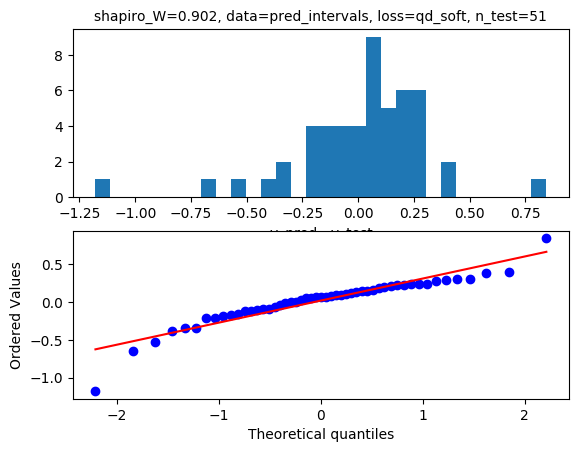 shapiro_W=0.902, data=pred_intervals, loss=qd_soft, n_test=51
8
6
4
2
0
−1.25 −1.00 −0.75 −0.50 −0.25 0.00 0.25 0.50 0.75
0.5
0.0
−0.5
−1.0
Ordered Values
−2 −1 0 1 2
Theoretical quantiles